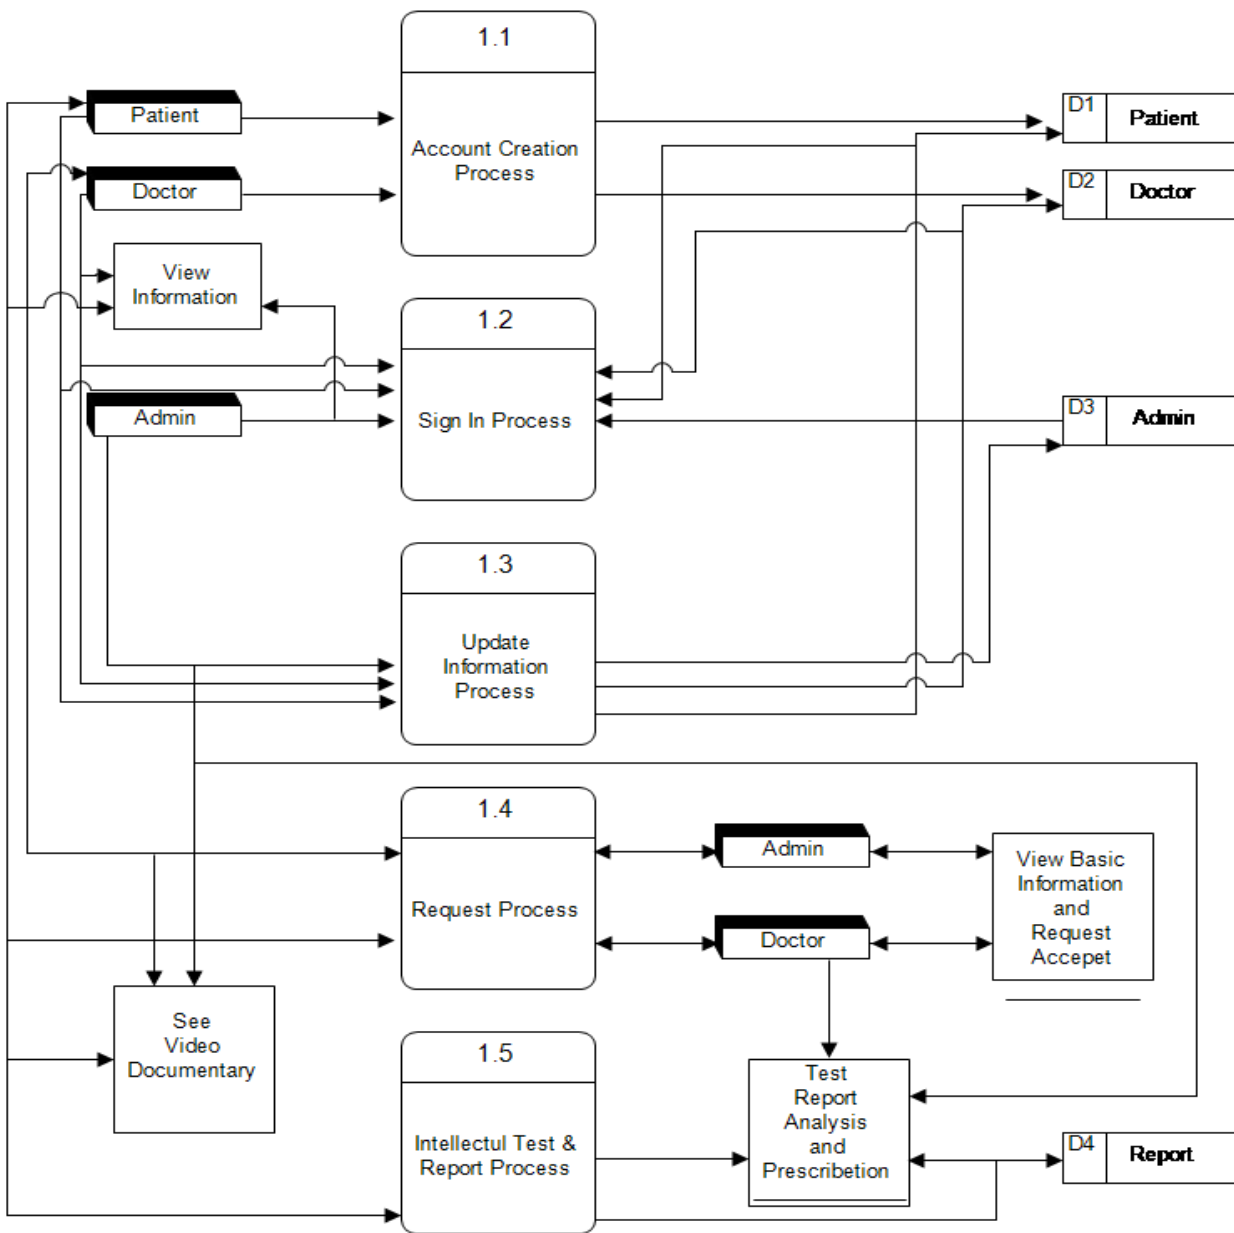 1.1
Patient
Account Creation
Process
D1
Patient
Doctor
D2
Doctor
View
Information
1.2
Admin
Sign In Process
D3
Admin
1.3
Update
Information
Process
1.4
Request Process
Admin
Doctor
View Basic
Information
and
Request
Accepet
See
Video
Documentary
1.5
Intellectul Test &
Report Process
Test
Report
Analysis
and
Prescribetion
D4
Report